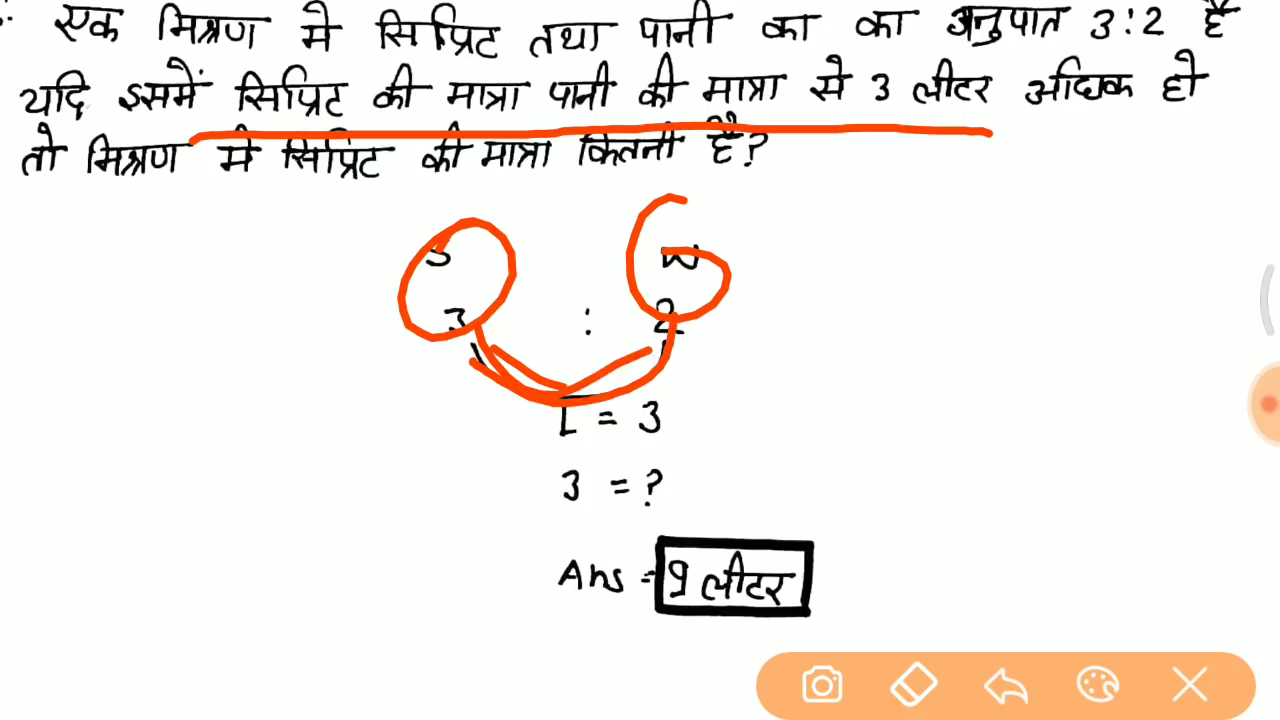 एक मिश्रण मे सिप्रिट तथा पानी का का अनुपात 3:2 है
यदि इसमें सिप्रिट की मात्रा पानी की मात्रा से 3 लीटर अधिक हो
तो मिश्रण मे सिप्रिट की मात्रा कितनी है?
S W
3 : 2
1 = 3
3 = ?
Ans = 9 लीटर